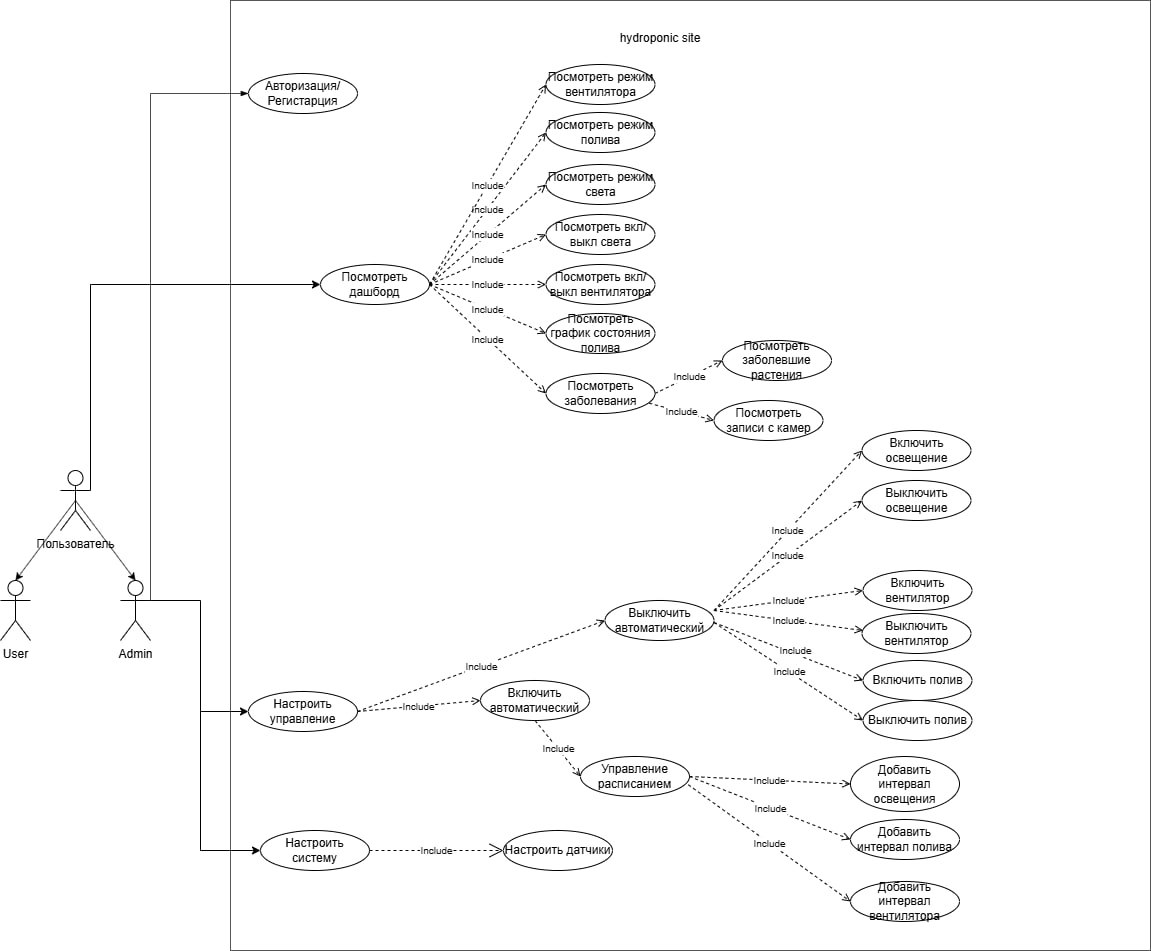 hydroponic site
Авторизация/
Регистарция
Посмотреть режим
вентилятора
Посмотреть режим
полива
Посмотреть режим
света
Посмотреть вкл/
выкл света
Посмотреть вкл/
выкл вентилятора
Посмотреть
график состояния
полива
Посмотреть
заболевания
Include
Include
Include
Include
Include
Include
Include
Посмотреть
дашборд
Посмотреть
заболевшие
растения
Include
Include
Посмотреть
записи с камер
Пользователь
User
Admin
Включить
освещение
Выключить
освещение
Включить
вентилятор
Выключить
вентилятор
Включить полив
Выключить полив
Include
Include
Include
Include
Include
Include
Выключить
автоматический
Include
Настроить
управление
Include
Включить
автоматический
Include
Управление
расписанием
Include
Include
Include
Добавить
интервал
освещения
Добавить
интервал полива
Добавить
интервал
вентилятора
Настроить
систему
Include
Настроить датчики